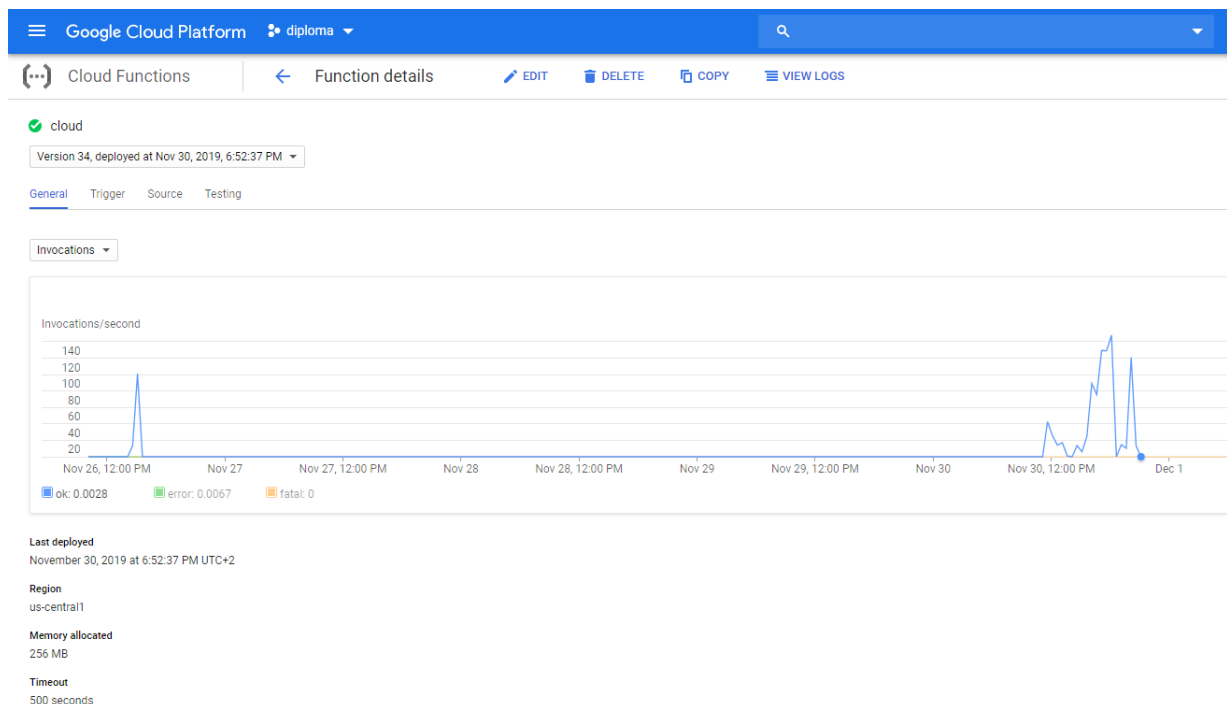 Google Cloud Platform diploma
Cloud Functions Function details EDIT DELETE COPY VIEW LOGS
cloud
Version 34, deployed at Nov 30, 2019, 6:52:37 PM
General Trigger Source Testing
Invocations
Invocations/second
140
120
100
80
60
40
20
Nov 26, 12:00 PM Nov 27 Nov 27, 12:00 PM Nov 28 Nov 28, 12:00 PM Nov 29 Nov 29, 12:00 PM Nov 30 Nov 30, 12:00 PM Dec 1
ok: 0.0028 error: 0.0067 fatal: 0
Last deployed
November 30, 2019 at 6:52:37 PM UTC+2
Region
us-central1
Memory allocated
256 MB
Timeout
500 seconds